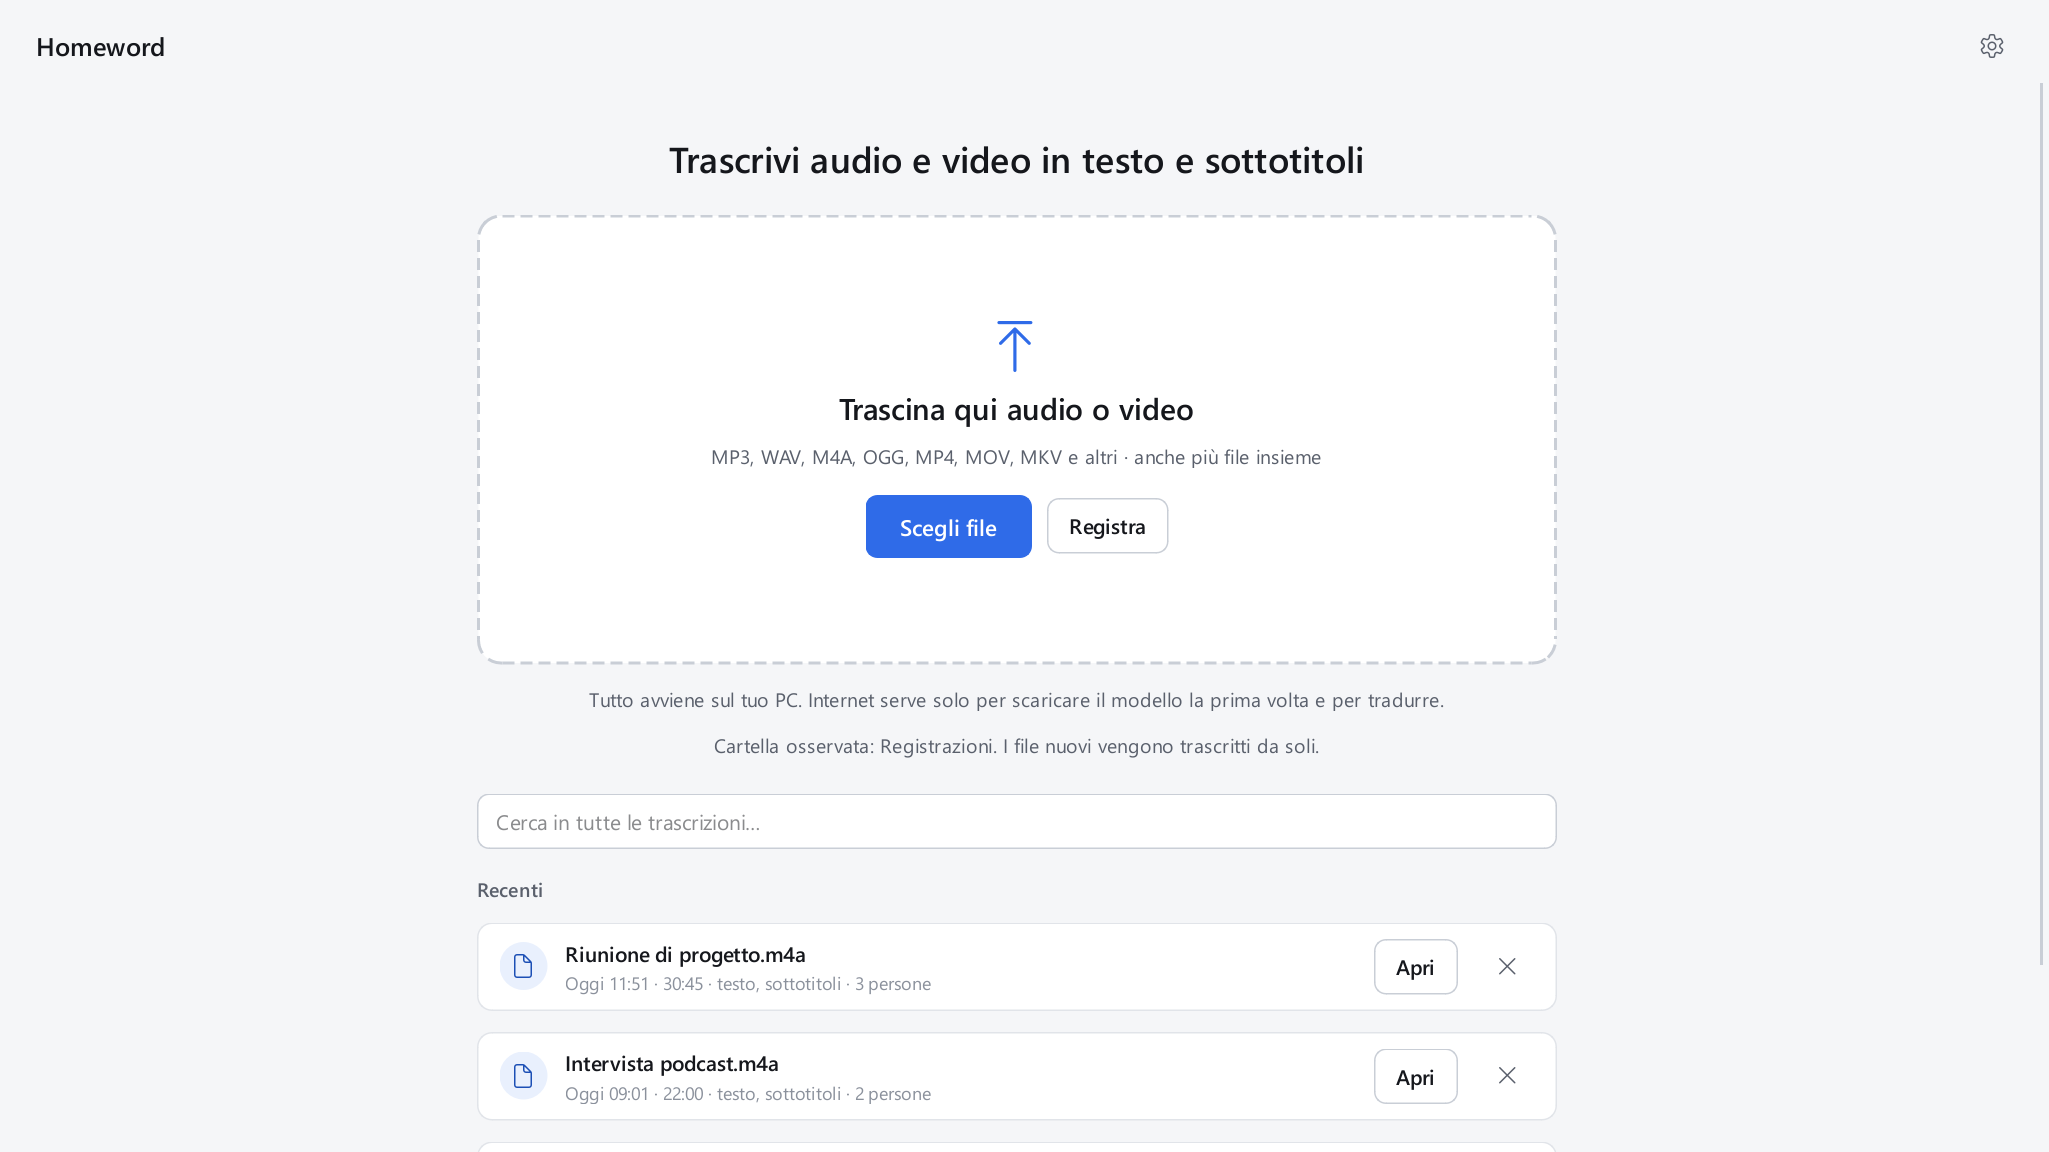 Homeword
Trascrivi audio e video in testo e sottotitoli
Trascina qui audio o video
MP3, WAV, M4A, OGG, MP4, MOV, MKV e altri · anche più file insieme
Scegli file
Registra
Tutto avviene sul tuo PC. Internet serve solo per scaricare il modello la prima volta e per tradurre.
Cartella osservata: Registrazioni. I file nuovi vengono trascritti da soli.
Cerca in tutte le trascrizioni...
Recenti
Riunione di progetto.m4a
Oggi 11:51 · 30:45 · testo, sottotitoli · 3 persone
Apri
Intervista podcast.m4a
Oggi 09:01 · 22:00 · testo, sottotitoli · 2 persone
Apri